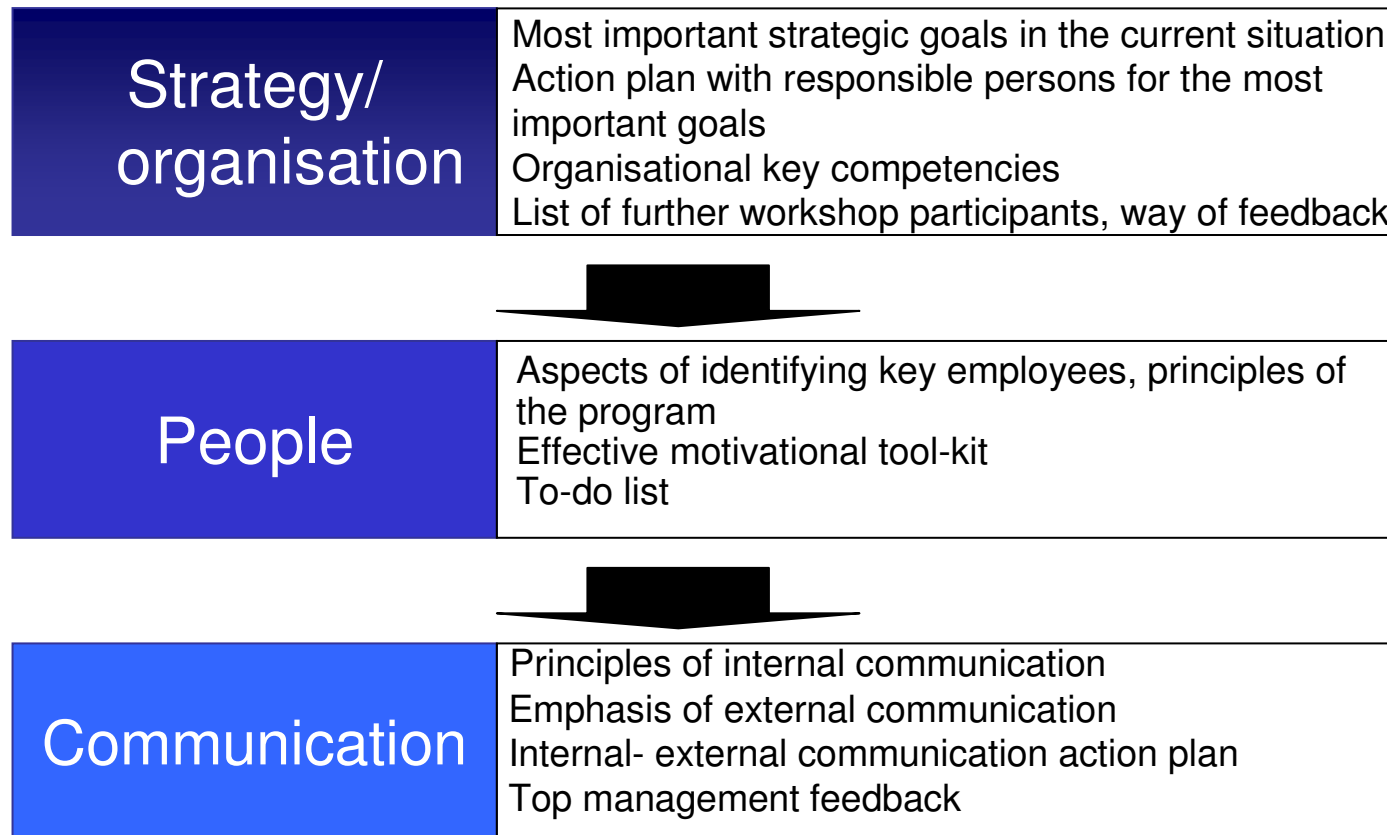 Strategy/
organisation
Most important strategic goals in the current situation
Action plan with responsible persons for the most
important goals
Organisational key competencies
List of further workshop participants, way of feedback
People
Aspects of identifying key employees, principles of
the program
Effective motivational tool-kit
To-do list
Communication
Principles of internal communication
Emphasis of external communication
Internal- external communication action plan
Top management feedback